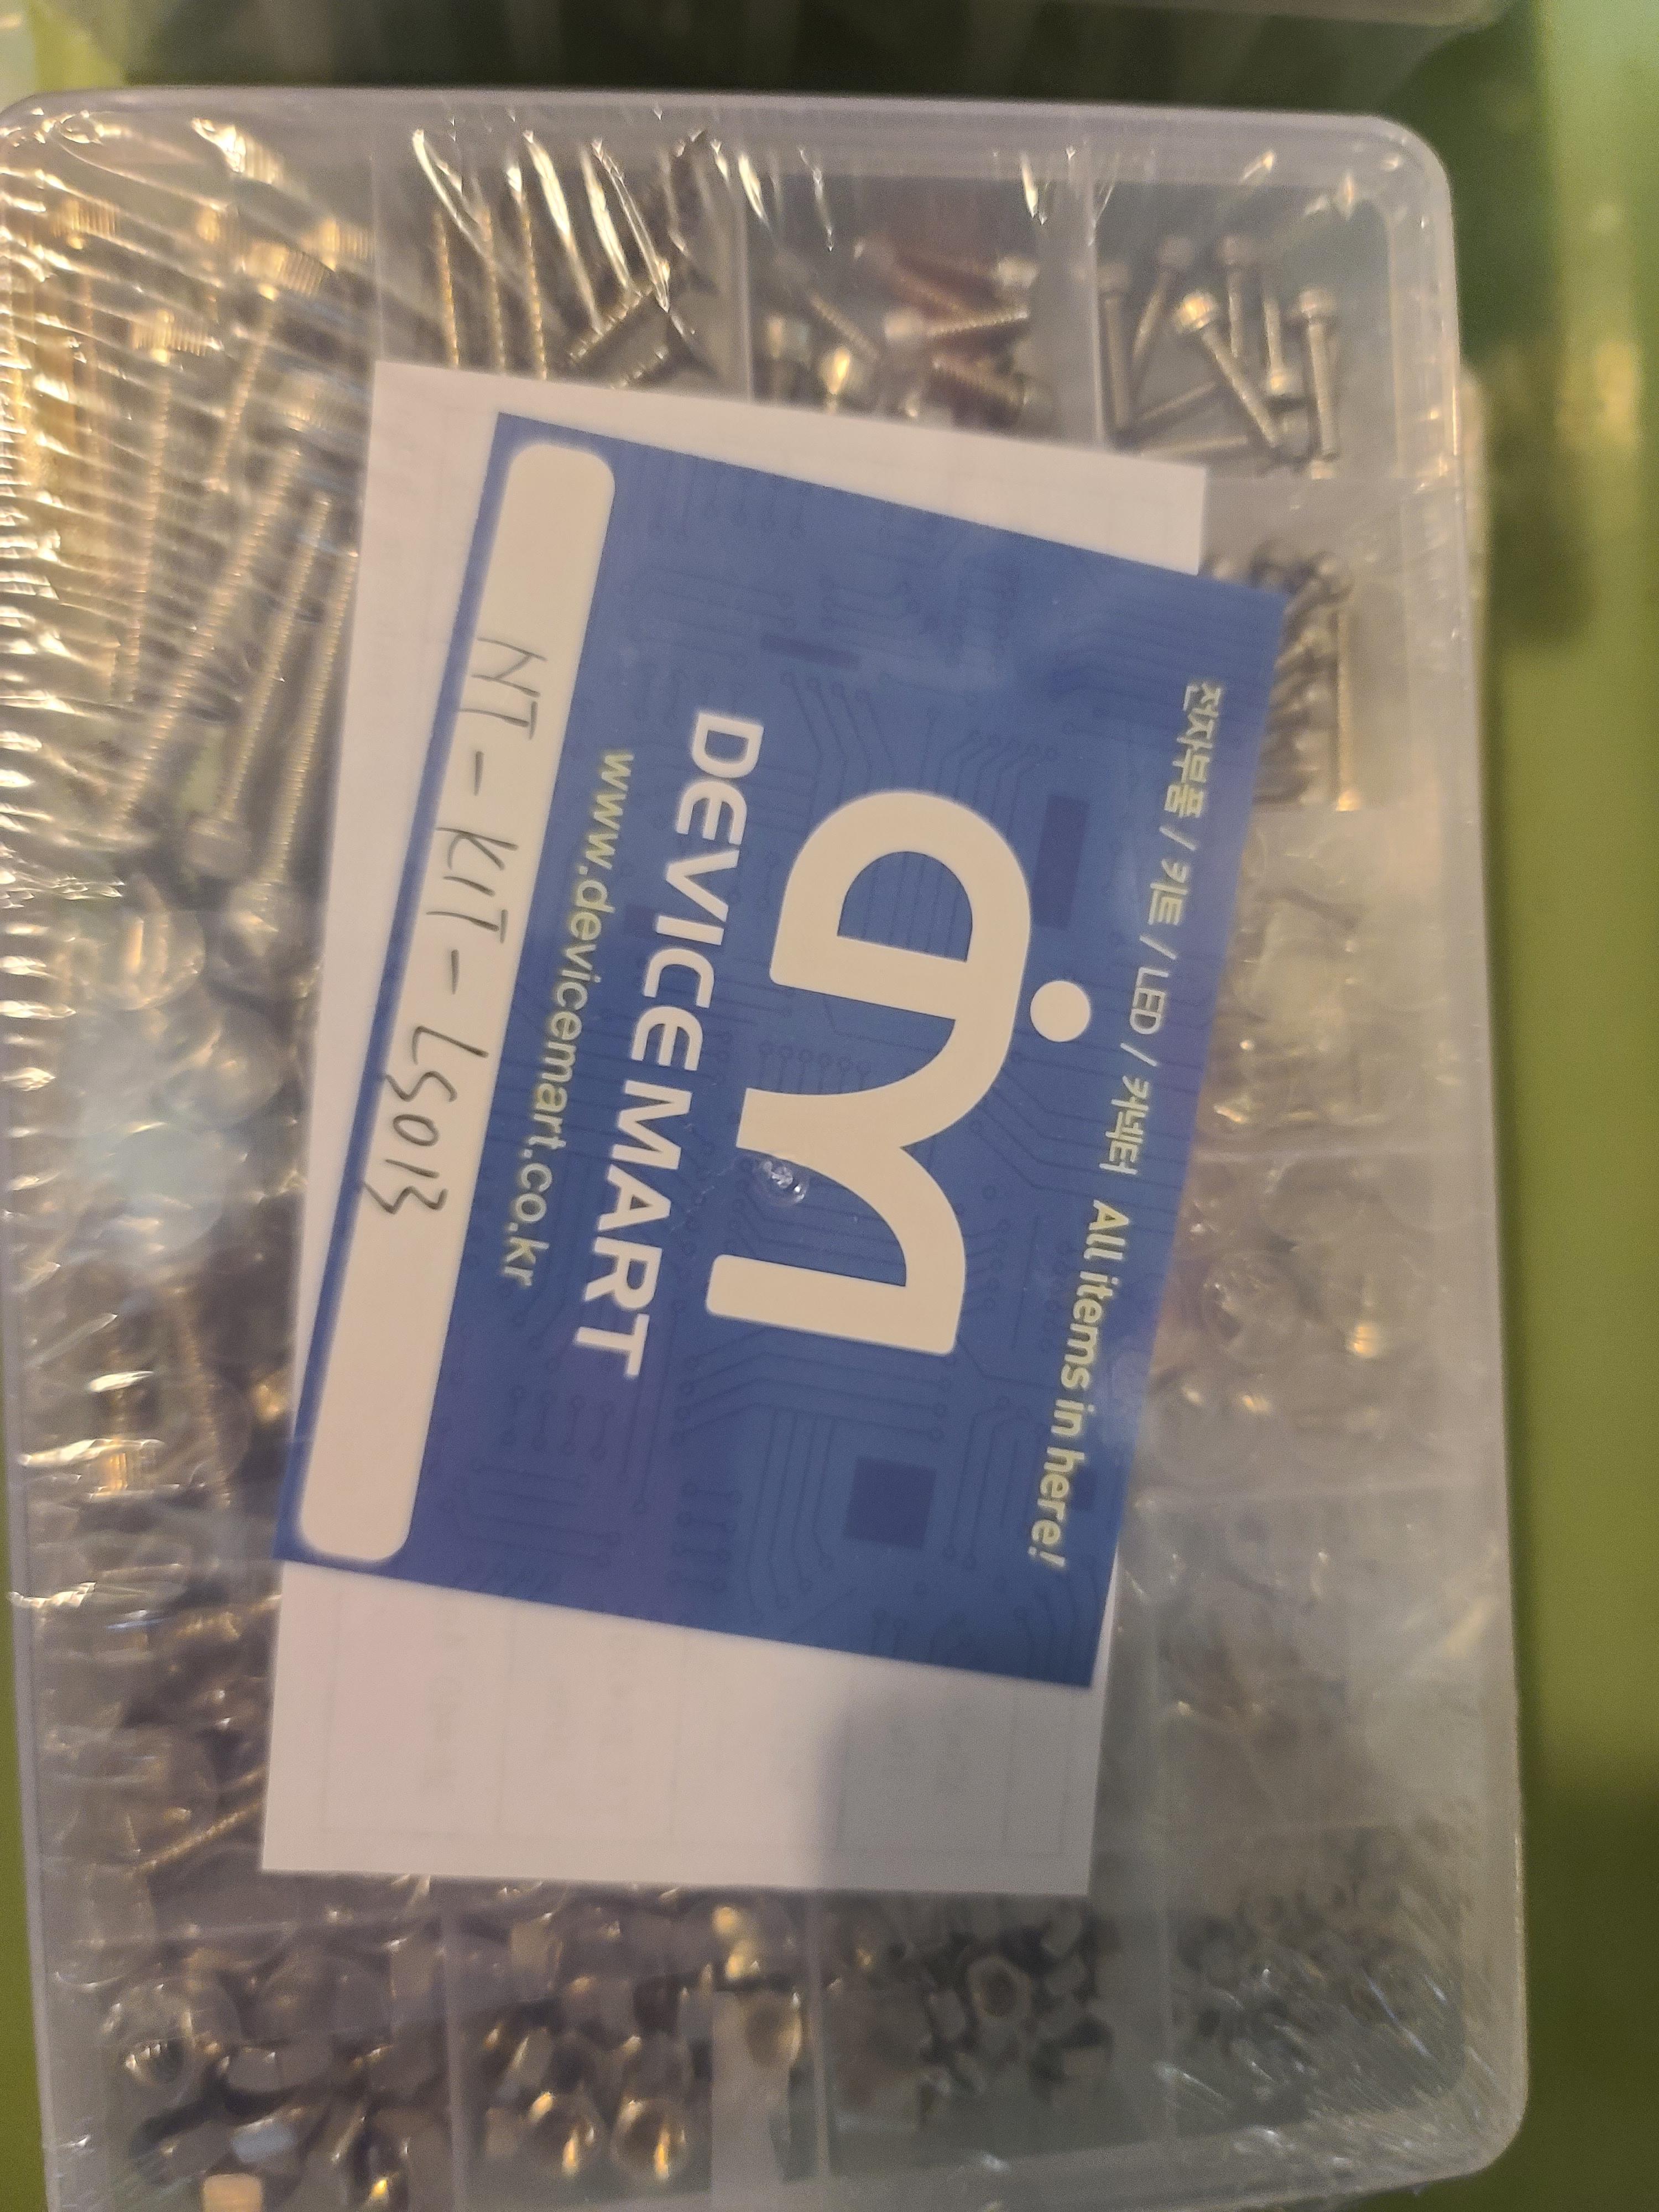 전자부품 / 키트 / LED / 커넥터 All items in here!
dm
DEVICEMART
www.devicemart.co.kr
NT-KIT-LS013